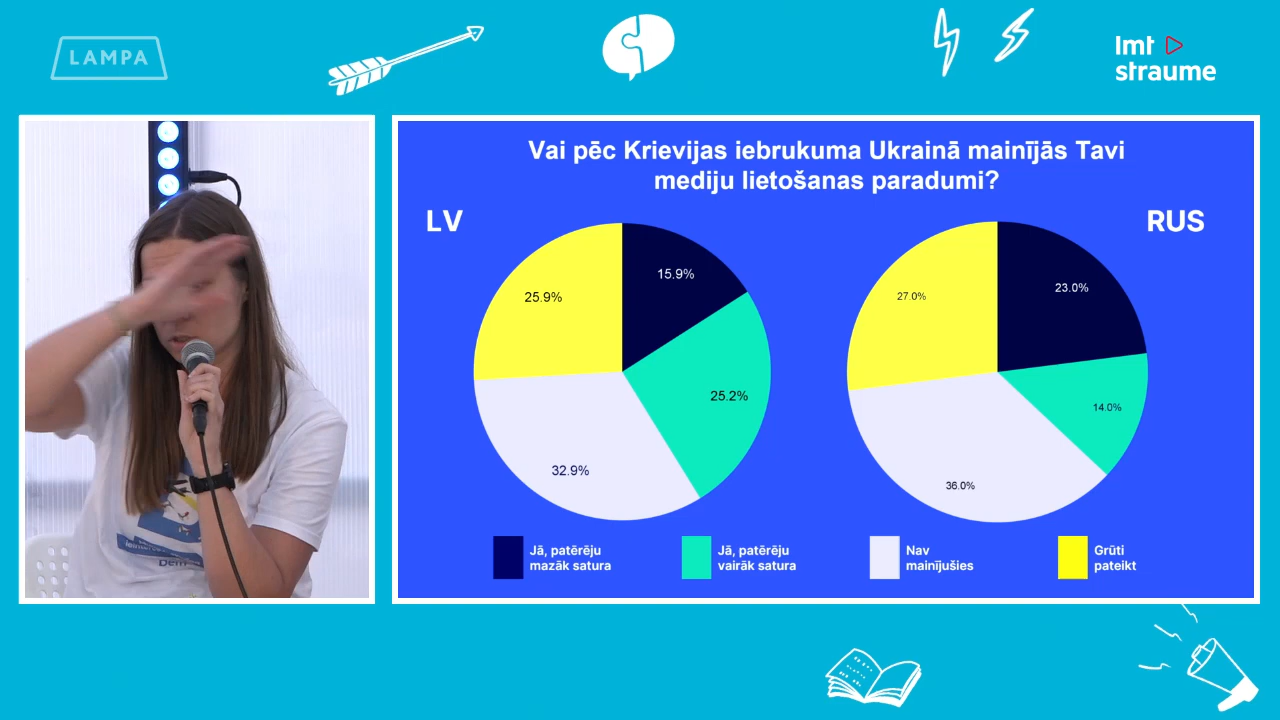 LAMPA
lmt
straume
Vai pēc Krievijas iebrukuma Ukrainā mainījās Tavi
mediju lietošanas paradumi?
LV
RUS
15.9%
25.9%
25.2%
32.9%
23.0%
27.0%
14.0%
36.0%
Jā, patērēju
mazāk satura
Jā, patērēju
vairāk satura
Nav
mainījušies
Grūti
pateikt